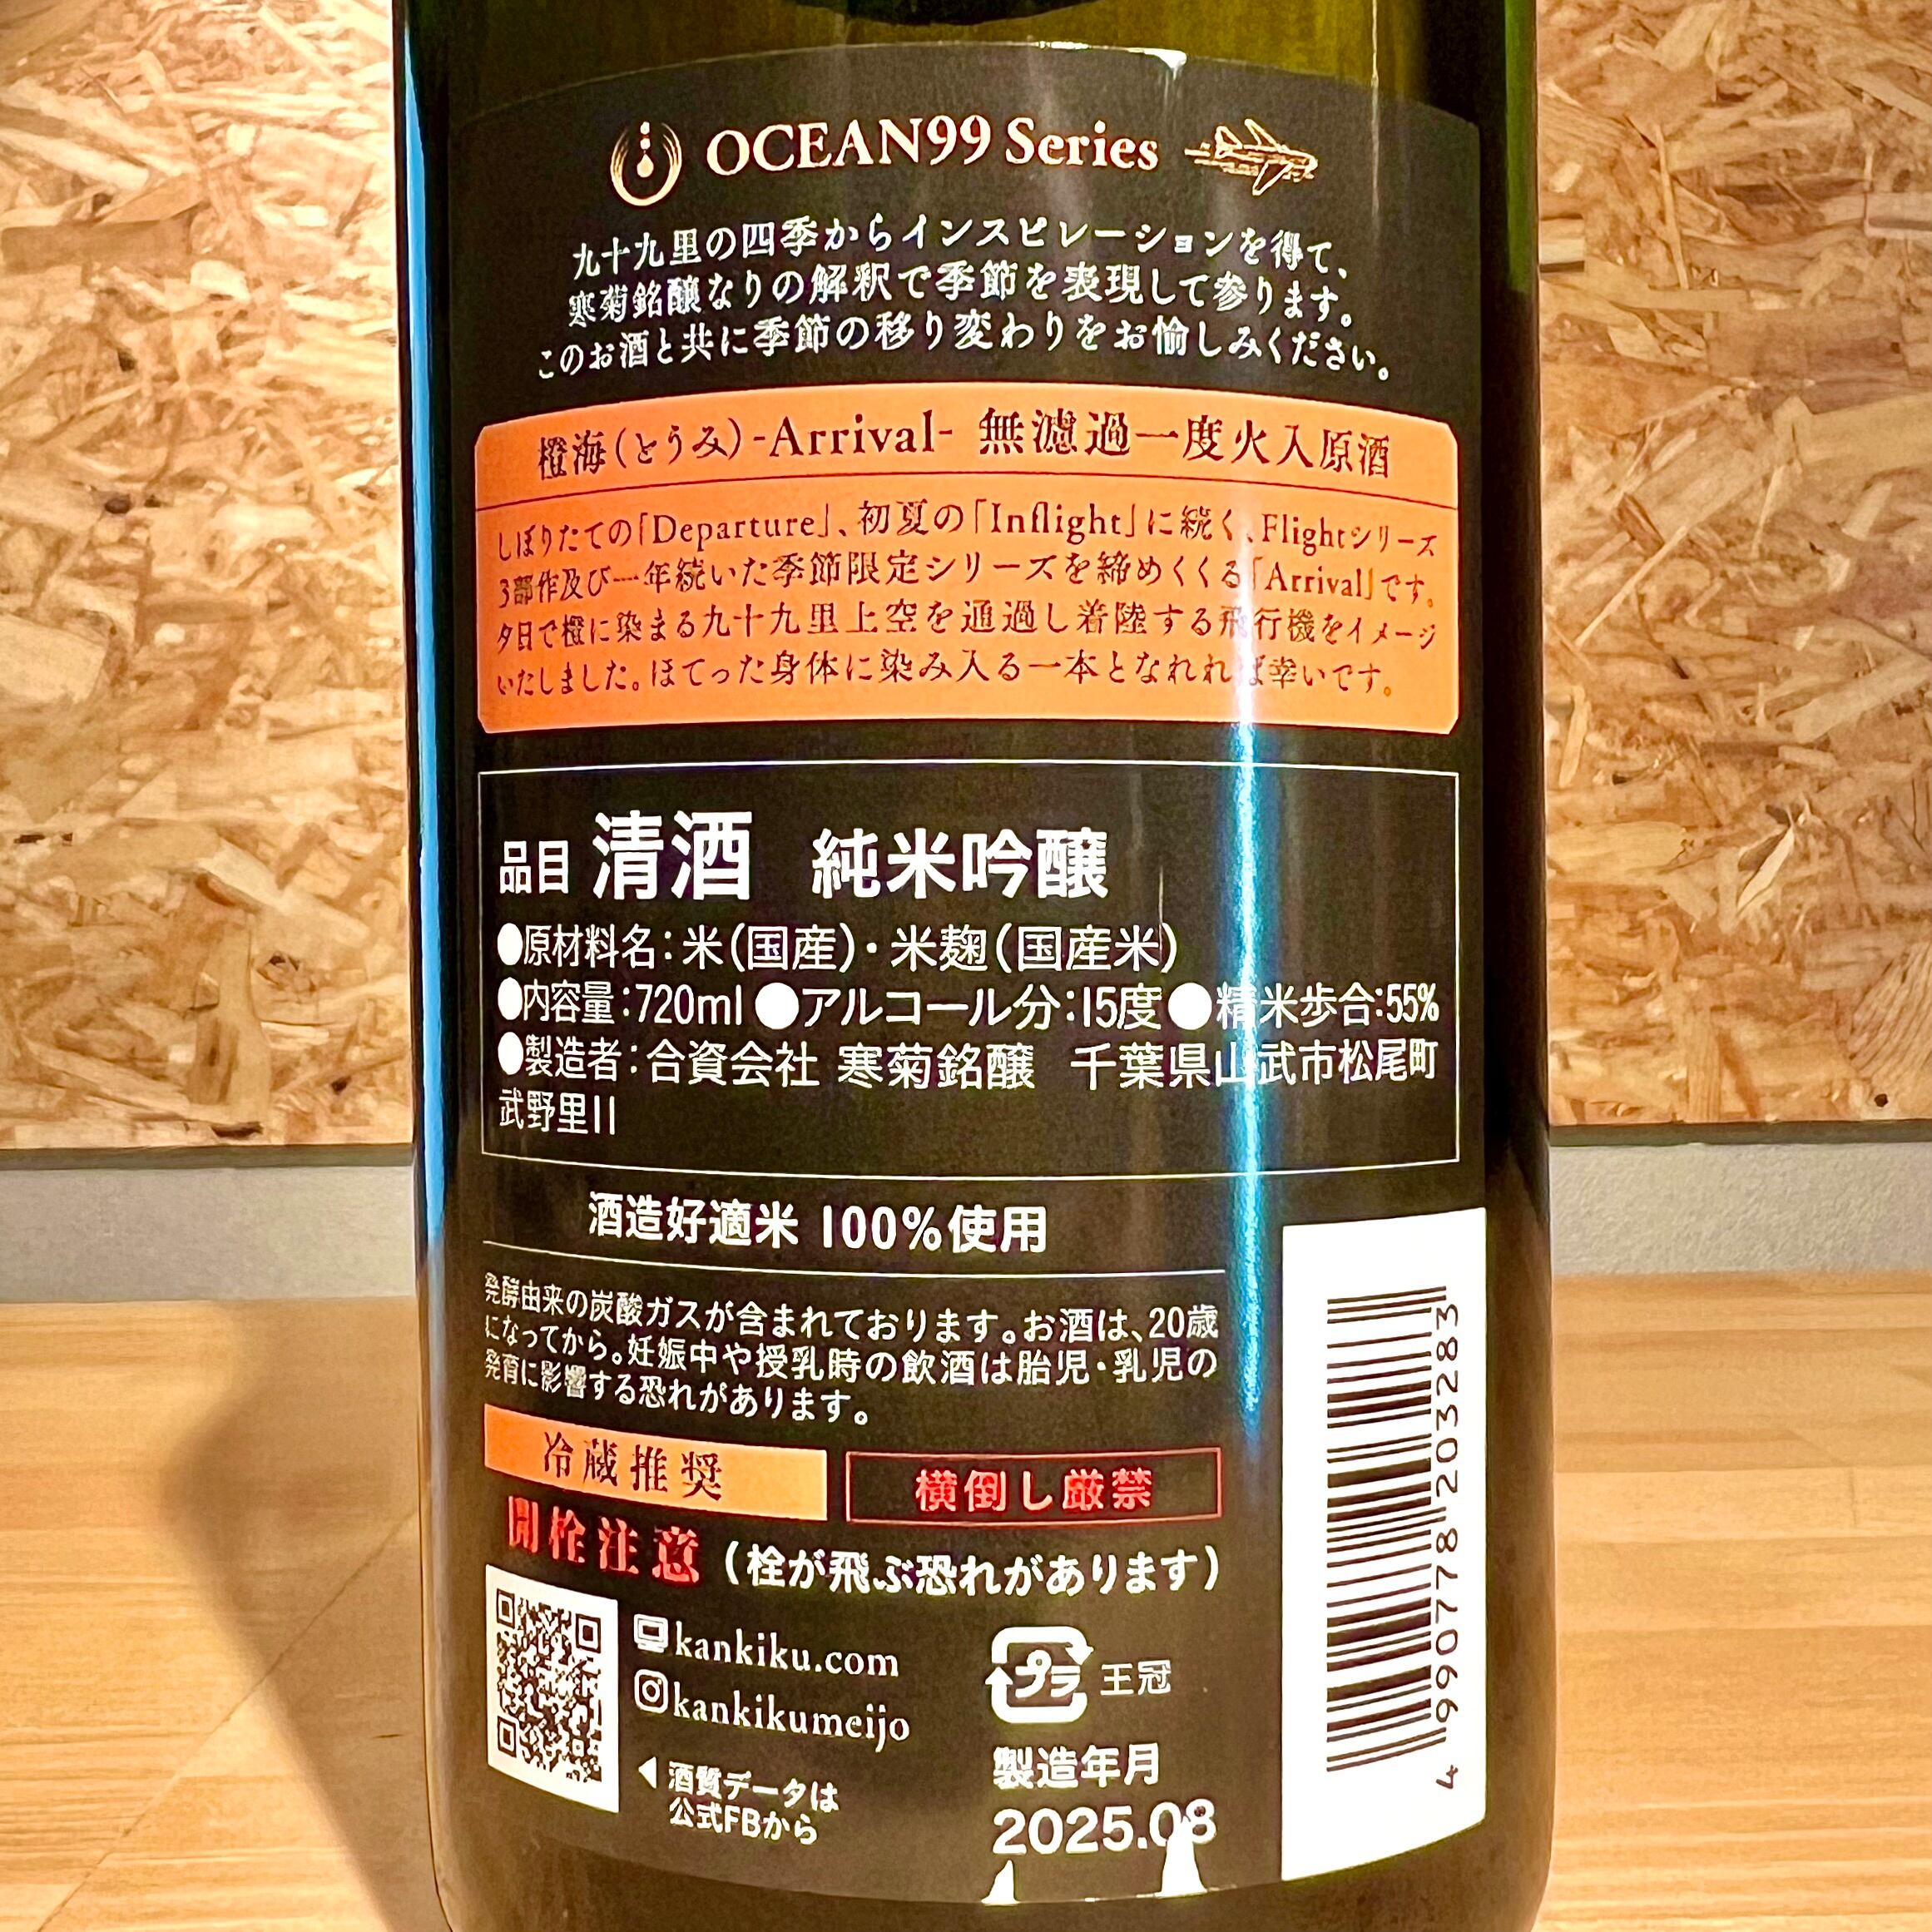 OCEAN99 Series
九十九里の四季からインスピレーションを得て、
寒菊銘醸なりの解釈で季節を表現して参ります。
このお酒と共に季節の移り変わりをお愉しみください。
橙海(とうみ)-Arrival- 無濾過一度火入原酒
しぼりたての「Departure」、初夏の「Inflight」に続く、Flightシリーズ
3部作及び一年続いた季節限定シリーズを締めくくる「Arrival」です。
夕日で橙に染まる九十九里上空を通過し着陸する飛行機をイメージ
いたしました。ほてった身体に染み入る一本となれれば幸いです。
品目 清酒 純米吟醸
●原材料名:米(国産)・米麹(国産米)
●内容量:720ml ●アルコール分:15度 ●精米歩合:55%
●製造者:合資会社 寒菊銘醸 千葉県山武市松尾町
武野里11
酒造好適米 100%使用
発酵由来の炭酸ガスが含まれております。お酒は、20歳
になってから。妊娠中や授乳時の飲酒は胎児・乳児の
発育に影響する恐れがあります。
冷蔵推奨 横倒し厳禁
開栓注意 (栓が飛ぶ恐れがあります)
kankiku.com
kankikumeijo
◀酒質データは
公式FBから
プラ 王冠
製造年月
2025.08
4 990778 203283